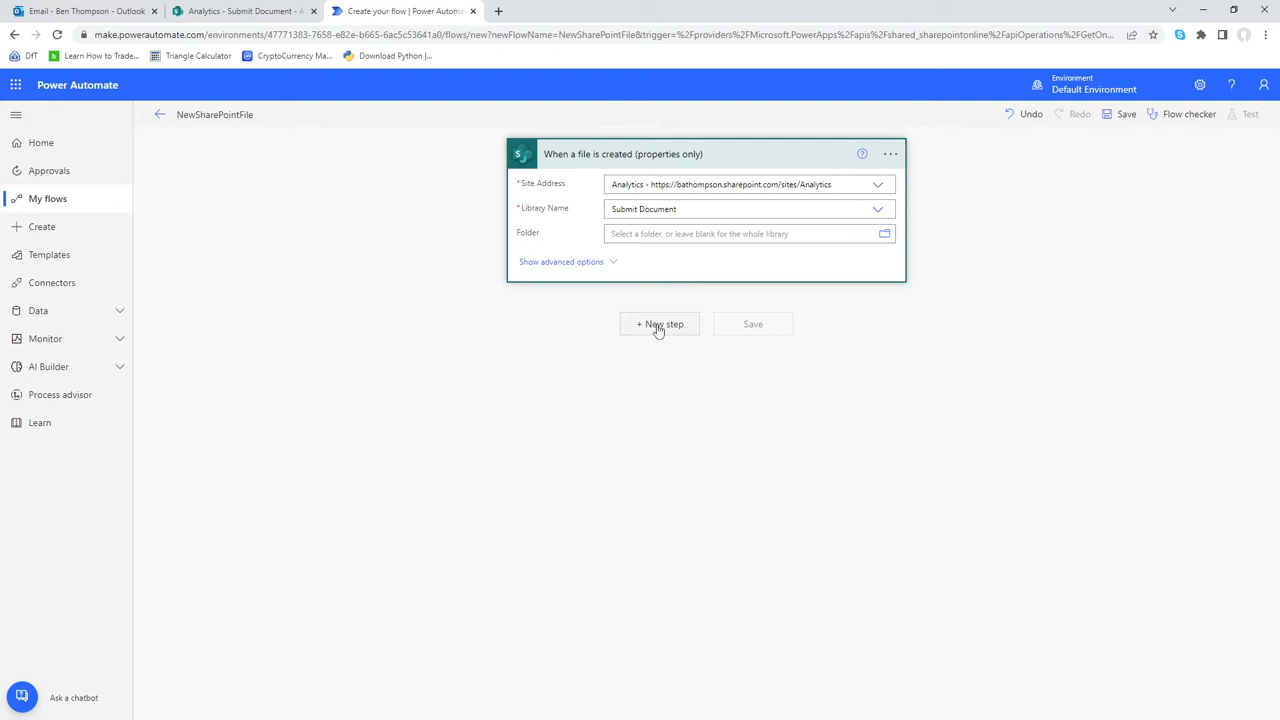 Email - Ben Thompson - Outlook
Analytics - Submit Document - A
Create your flow | Power Automa
make.powerautomate.com/environments/47771383-7658-e82e-b665-6ac5c53641a0/flows/new?newFlowName=NewSharePointFile&trigger=%2Fproviders%2FMicrosoft.PowerApps%2Fapis%2Fshared_sharepointonline%2FapiOperations%2FGetOn...
DfT
Learn How to Trade...
Triangle Calculator
CryptoCurrency Ma...
Download Python |...
Power Automate
Environment
Default Environment
NewSharePointFile
Undo
Redo
Save
Flow checker
Test
Home
Approvals
My flows
Create
Templates
Connectors
Data
Monitor
AI Builder
Process advisor
Learn
When a file is created (properties only)
* Site Address
Analytics - https://bathompson.sharepoint.com/sites/Analytics
* Library Name
Submit Document
Folder
Select a folder, or leave blank for the whole library
Show advanced options
+ New step
Save
Ask a chatbot